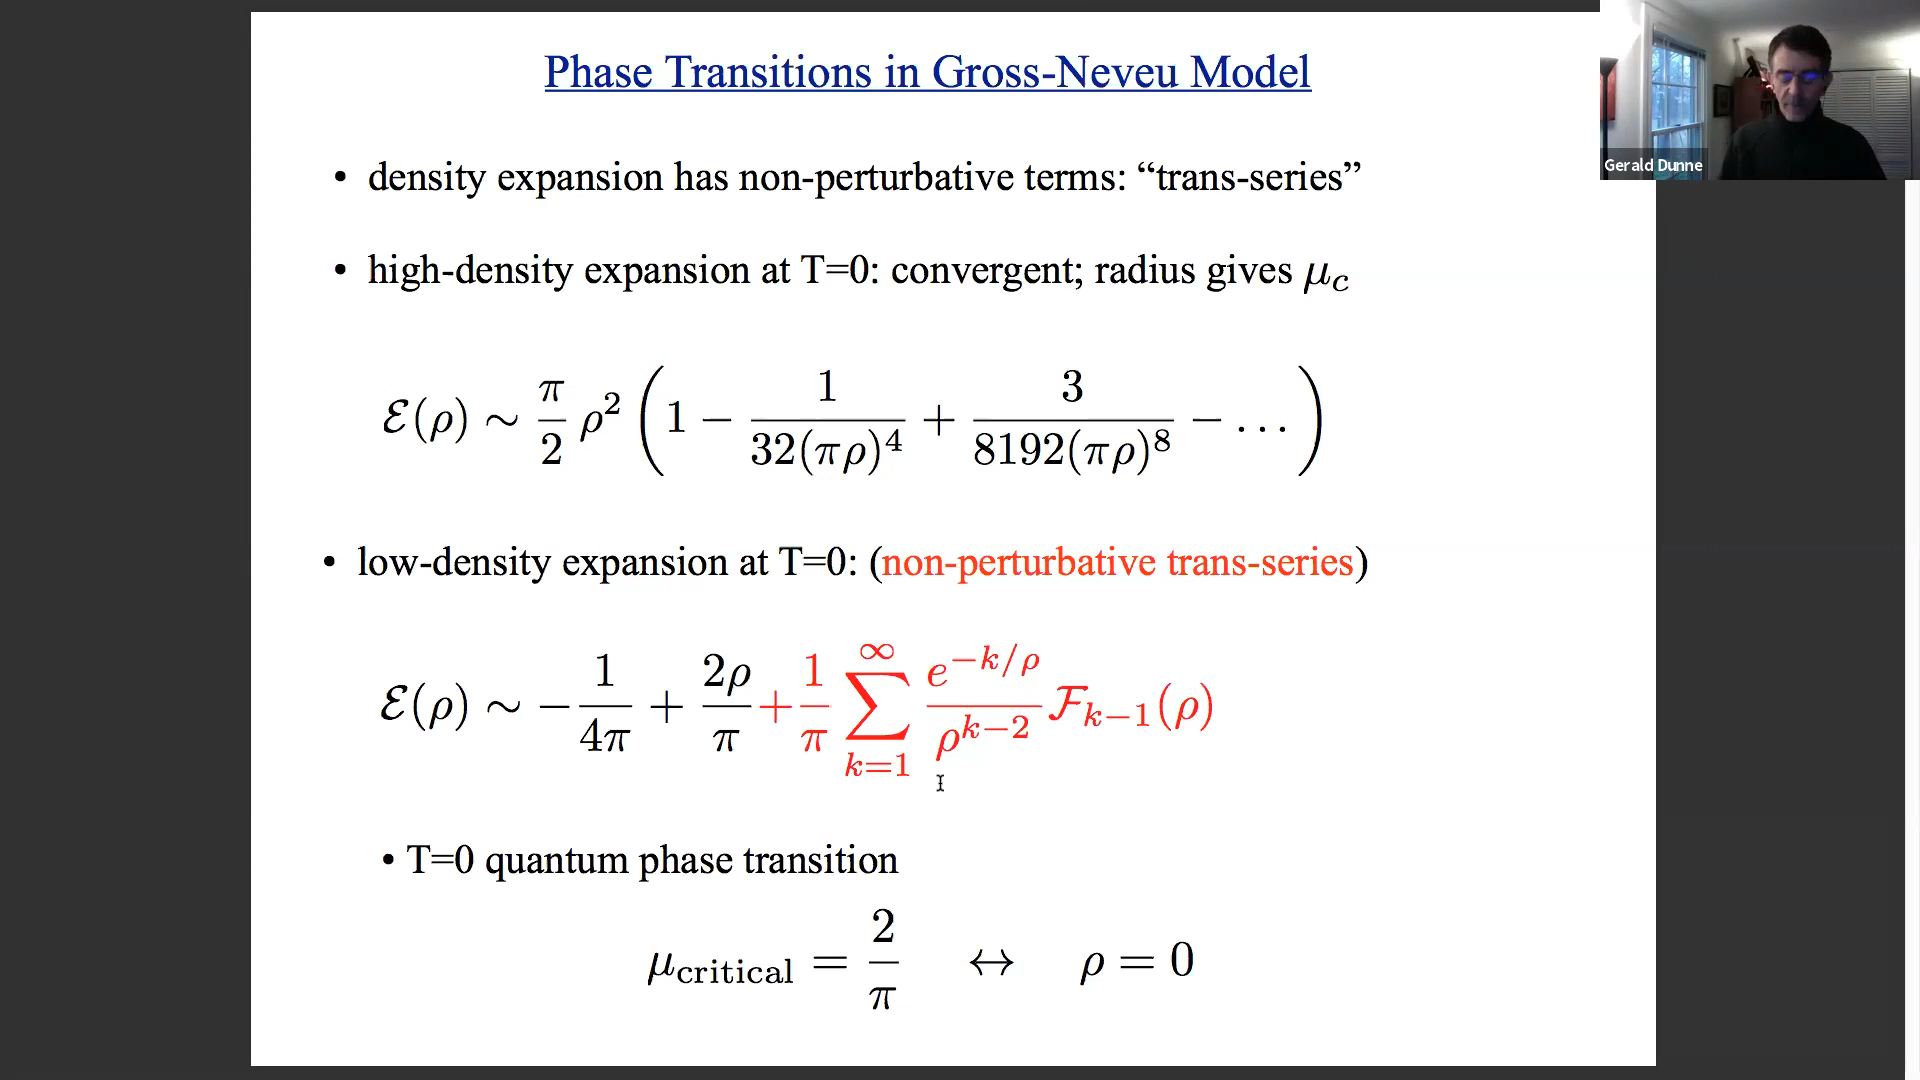 Phase Transitions in Gross-Neveu Model
Gerald Dunne
• density expansion has non-perturbative terms: “trans-series”
• high-density expansion at T=0: convergent; radius gives μ_c
ℰ(ρ) ∼ π/2 ρ² (1 − 1/(32(πρ)⁴) + 3/(8192(πρ)⁸) − …)
• low-density expansion at T=0: (non-perturbative trans-series)
ℰ(ρ) ∼ −1/(4π) + 2ρ/π + 1/π ∑_{k=1}^{∞} e^{−k/ρ}/ρ^{k−2} ℱ_{k−1}(ρ)
• T=0 quantum phase transition
μ_critical = 2/π ↔ ρ = 0